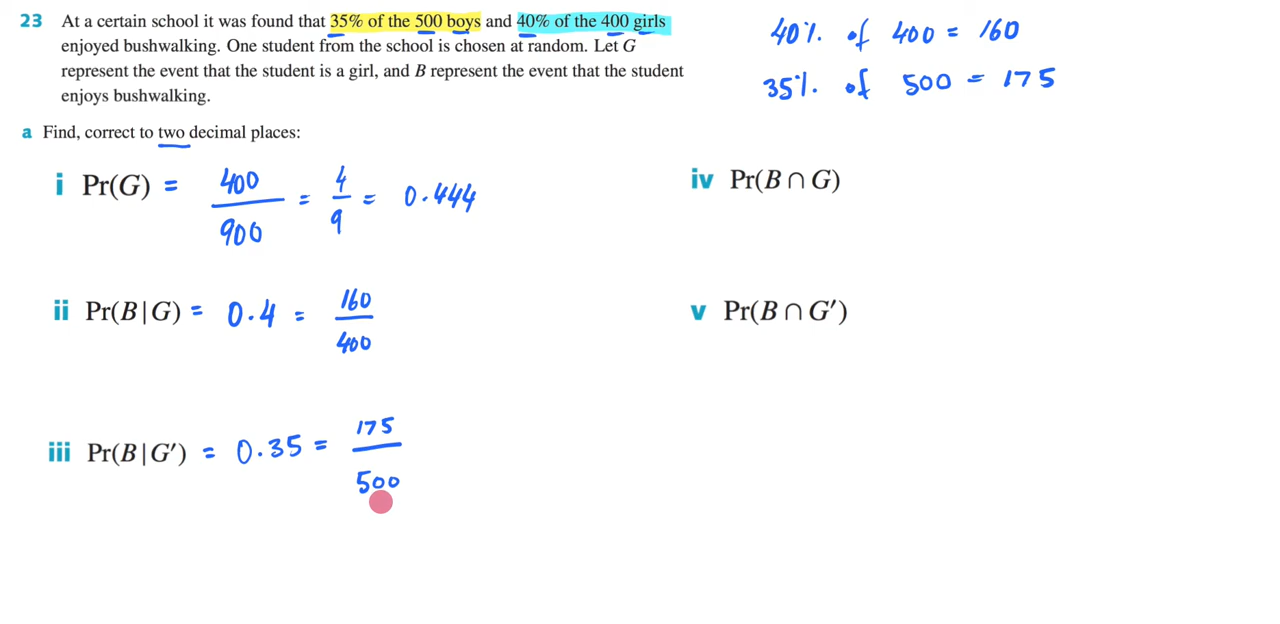 23 At a certain school it was found that 35% of the 500 boys and 40% of the 400 girls
enjoyed bushwalking. One student from the school is chosen at random. Let G
represent the event that the student is a girl, and B represent the event that the student
enjoys bushwalking.
40% of 400 = 160
35% of 500 = 175
a Find, correct to two decimal places:
i Pr(G) = 400/900 = 4/9 = 0.444
ii Pr(B|G) = 0.4 = 160/400
iii Pr(B|G′) = 0.35 = 175/500
iv Pr(B ∩ G)
v Pr(B ∩ G′)